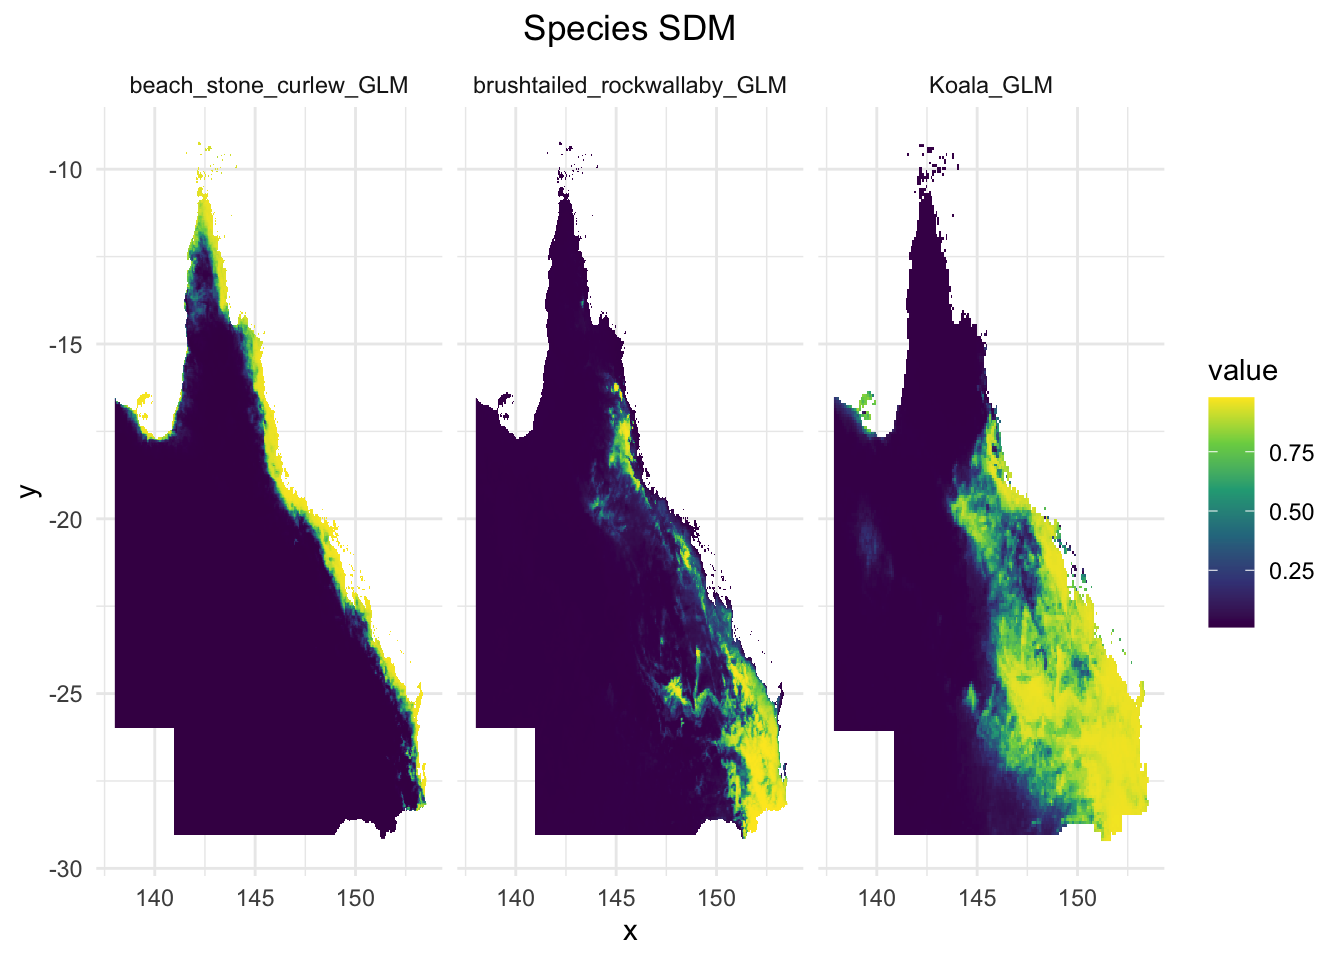 Species SDM
beach_stone_curlew_GLM
brushtailed_rockwallaby_GLM
Koala_GLM
-10
-15
-20
-25
-30
y
140 145 150
140 145 150
140 145 150
x
value
0.75
0.50
0.25